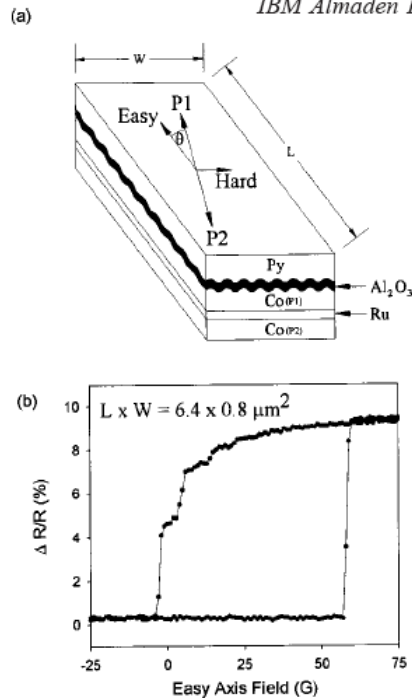 IBM Almaden
(a)
W
P1
Easy
θ
L
Hard
P2
Py
Al₂O₃
Co(P1)
Ru
Co(P2)
(b)
L x W = 6.4 x 0.8 μm²
10
8
6
4
2
0
Δ R/R (%)
-25 0 25 50 75
Easy Axis Field (G)